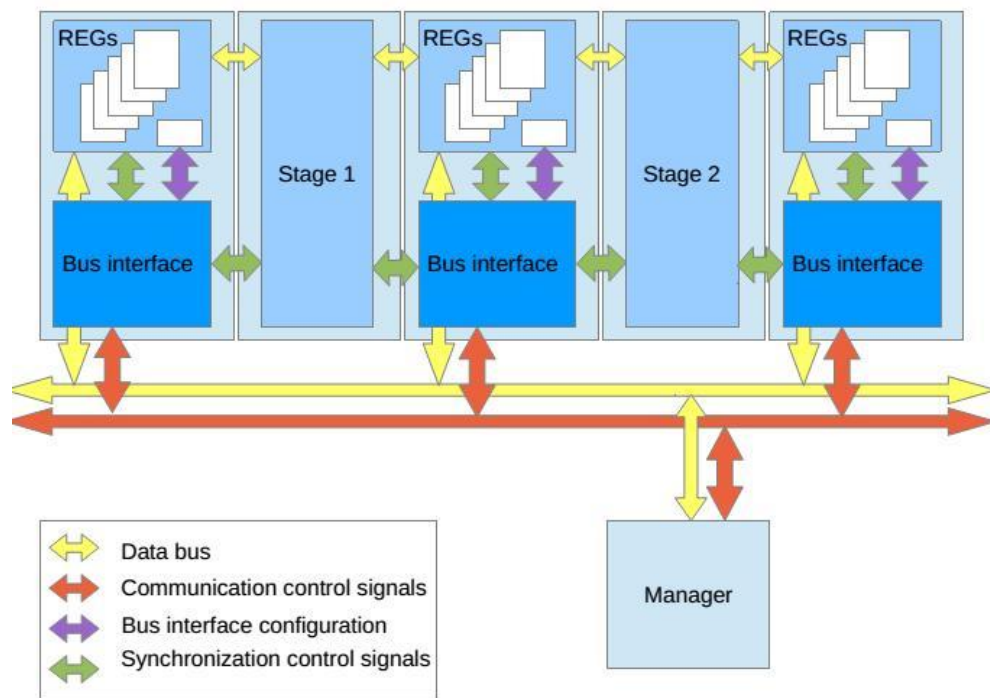 REGs
REGs
REGs
Stage 1
Stage 2
Bus interface
Bus interface
Bus interface
Data bus
Communication control signals
Bus interface configuration
Synchronization control signals
Manager